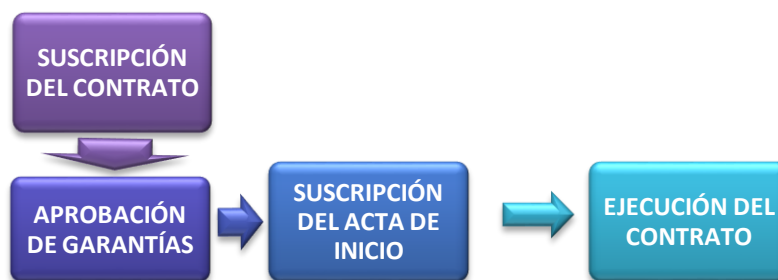 SUSCRIPCIÓN
DEL CONTRATO
APROBACIÓN
DE GARANTÍAS
SUSCRIPCIÓN
DEL ACTA DE
INICIO
EJECUCIÓN DEL
CONTRATO